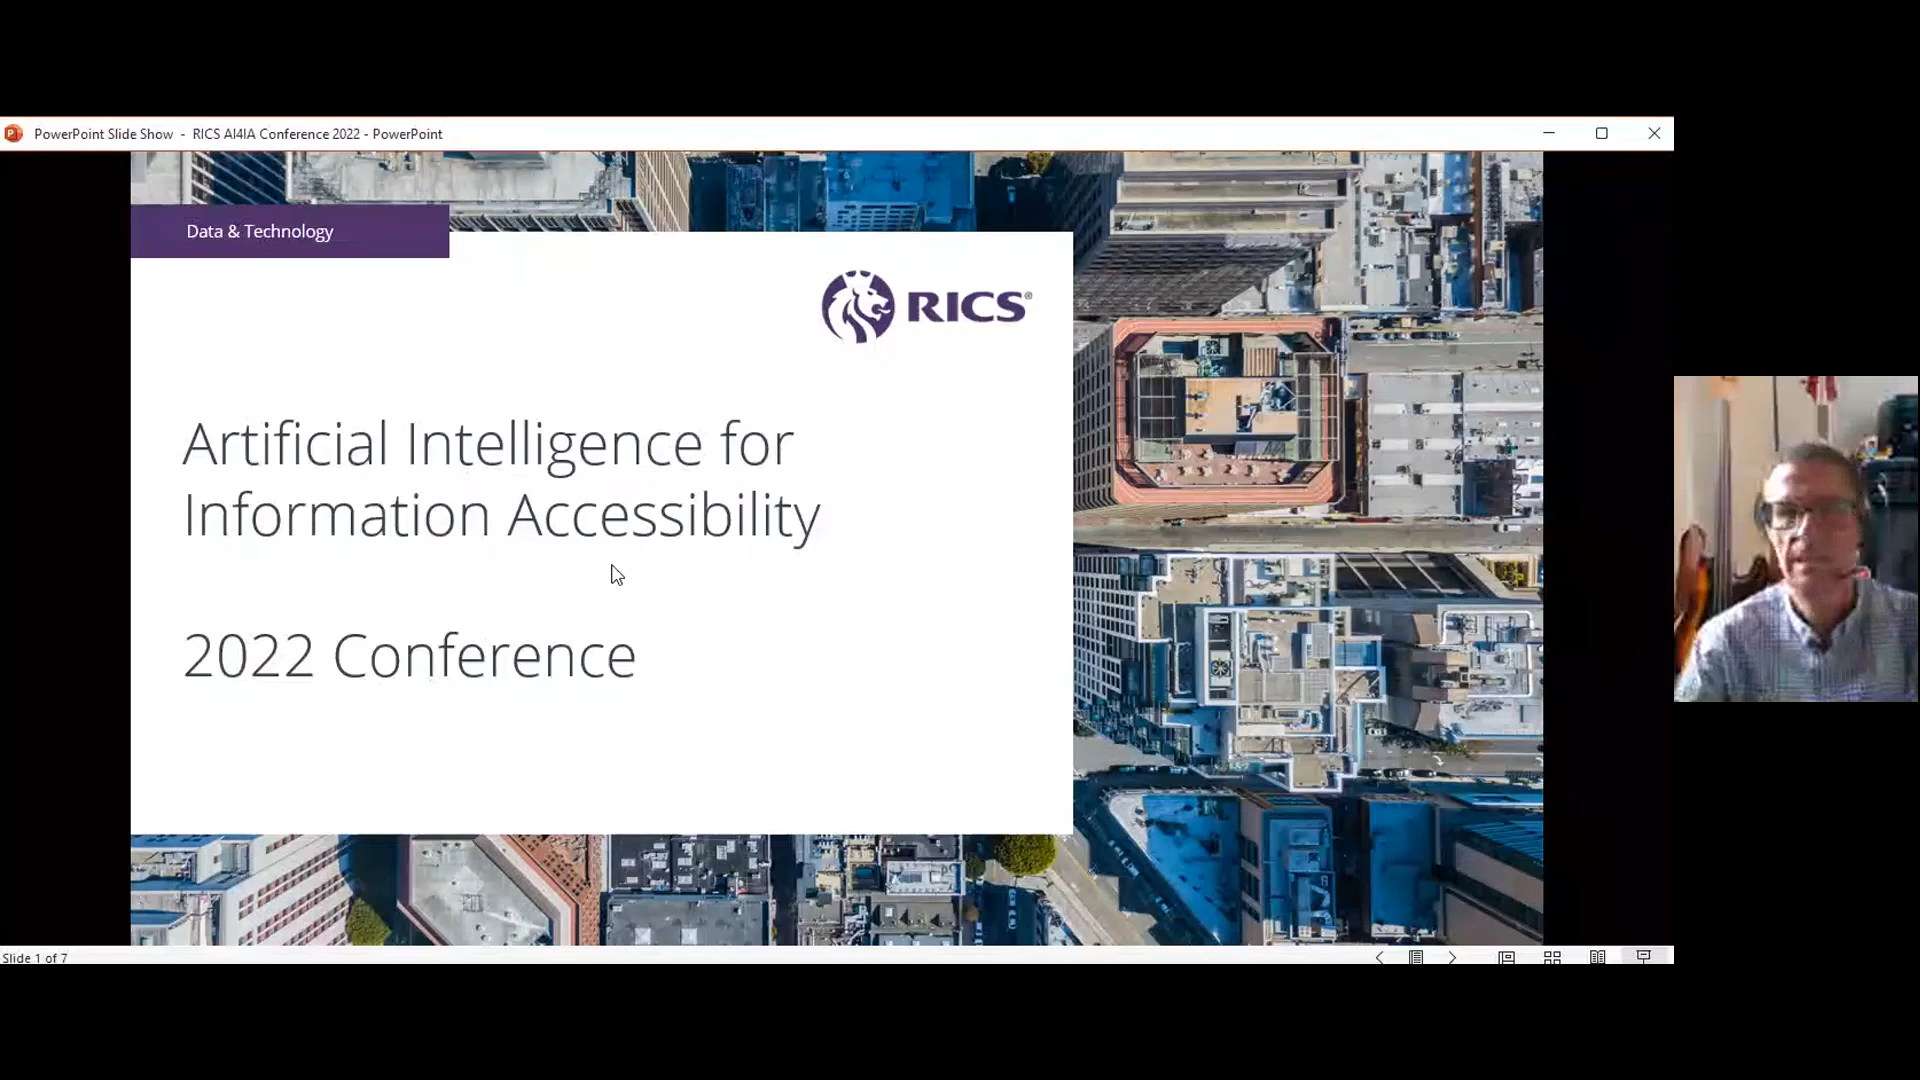 PowerPoint Slide Show - RICS AI4IA Conference 2022 - PowerPoint
Data & Technology
RICS®
Artificial Intelligence for
Information Accessibility
2022 Conference
Slide 1 of 7